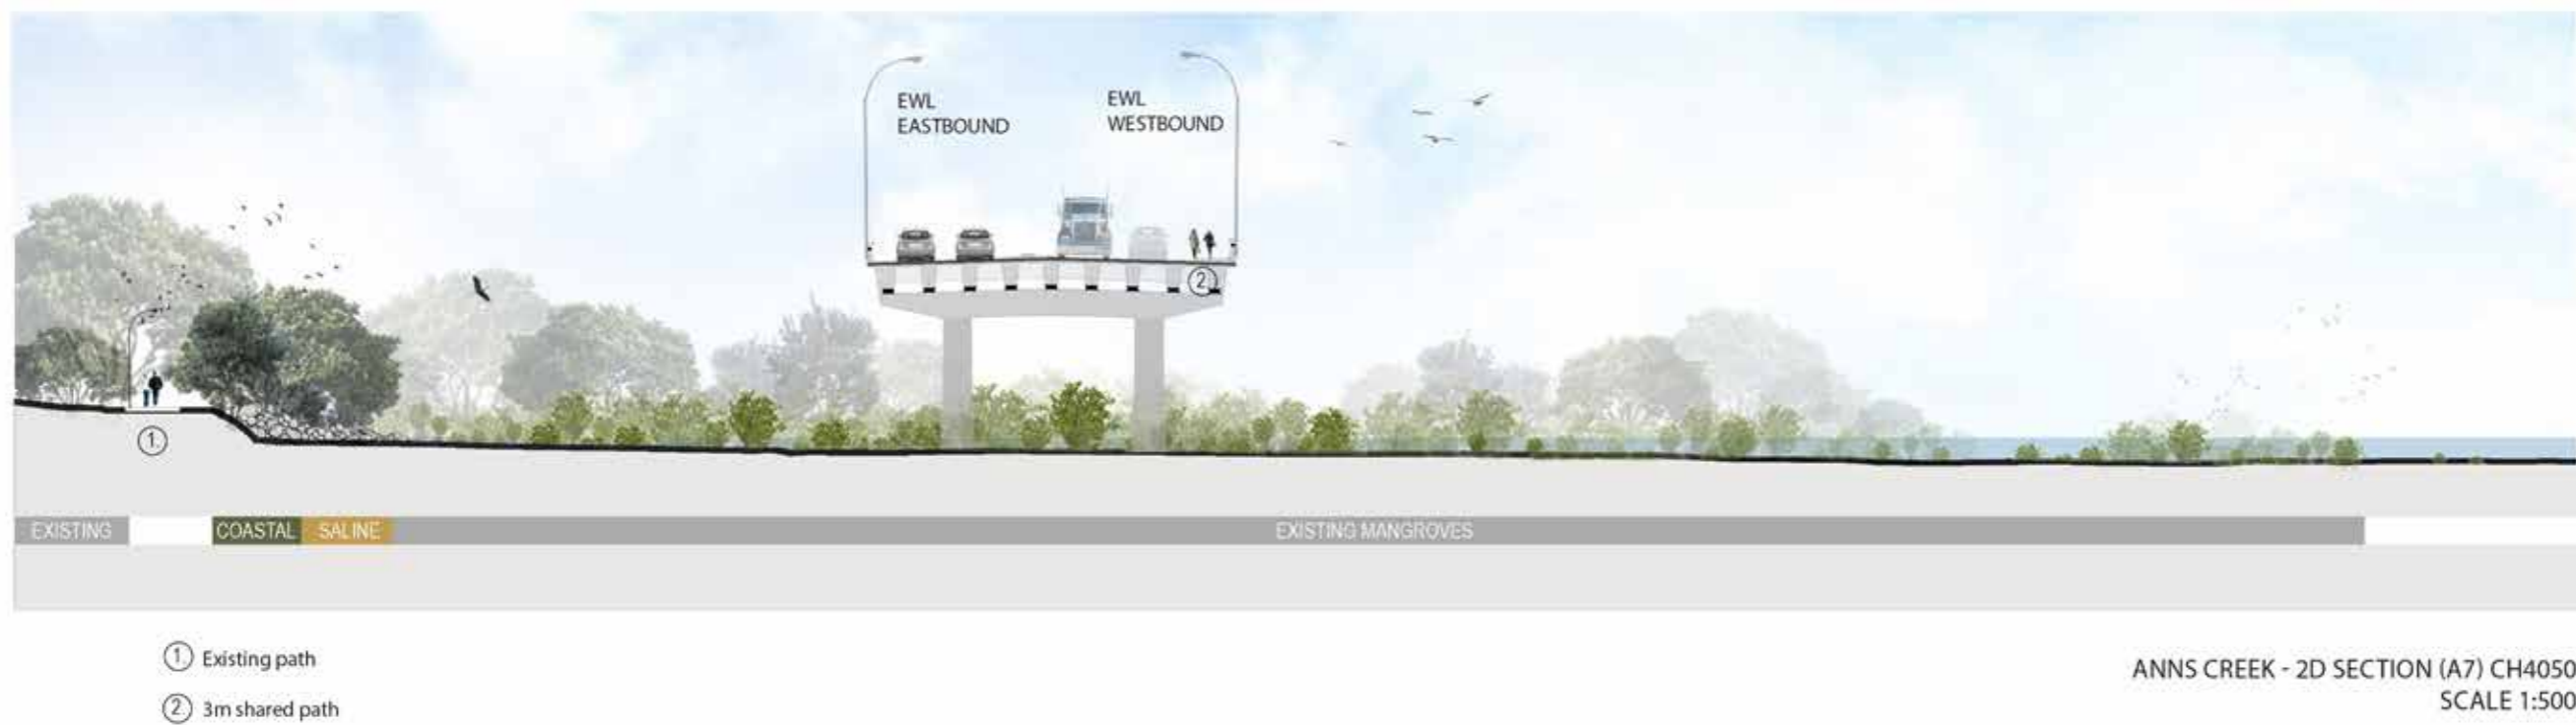 EWL
EASTBOUND
EWL
WESTBOUND
2
1.
EXISTING
COASTAL
SALINE
EXISTING MANGROVES
1. Existing path
2. 3m shared path
ANNS CREEK - 2D SECTION (A7) CH4050
SCALE 1:500